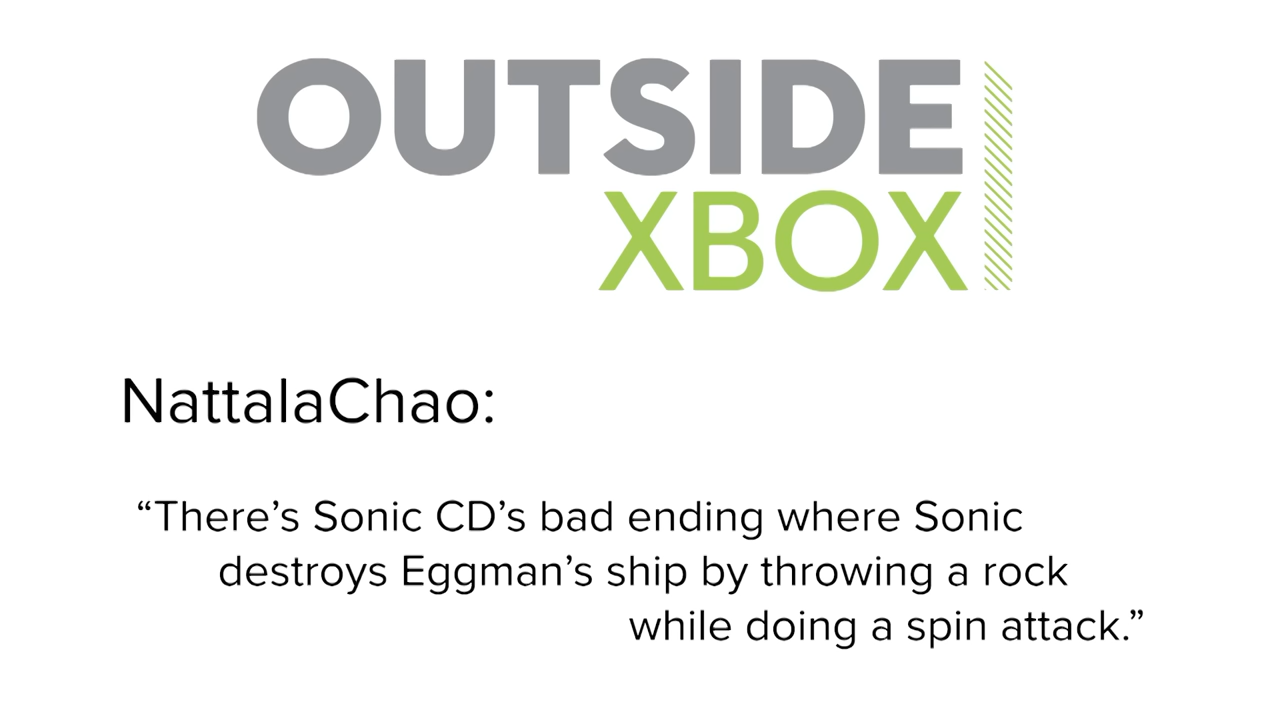 OUTSIDE
XBOX
NattalaChao:
“There’s Sonic CD’s bad ending where Sonic
destroys Eggman’s ship by throwing a rock
while doing a spin attack.”